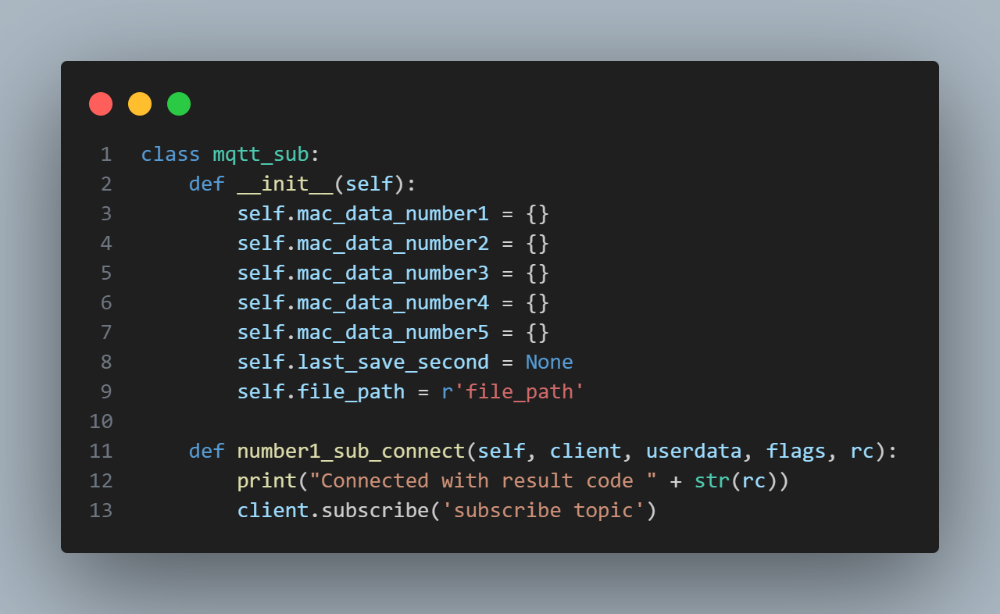 1 class mqtt_sub:
2     def __init__(self):
3         self.mac_data_number1 = {}
4         self.mac_data_number2 = {}
5         self.mac_data_number3 = {}
6         self.mac_data_number4 = {}
7         self.mac_data_number5 = {}
8         self.last_save_second = None
9         self.file_path = r'file_path'
10
11     def number1_sub_connect(self, client, userdata, flags, rc):
12         print("Connected with result code " + str(rc))
13         client.subscribe('subscribe topic')